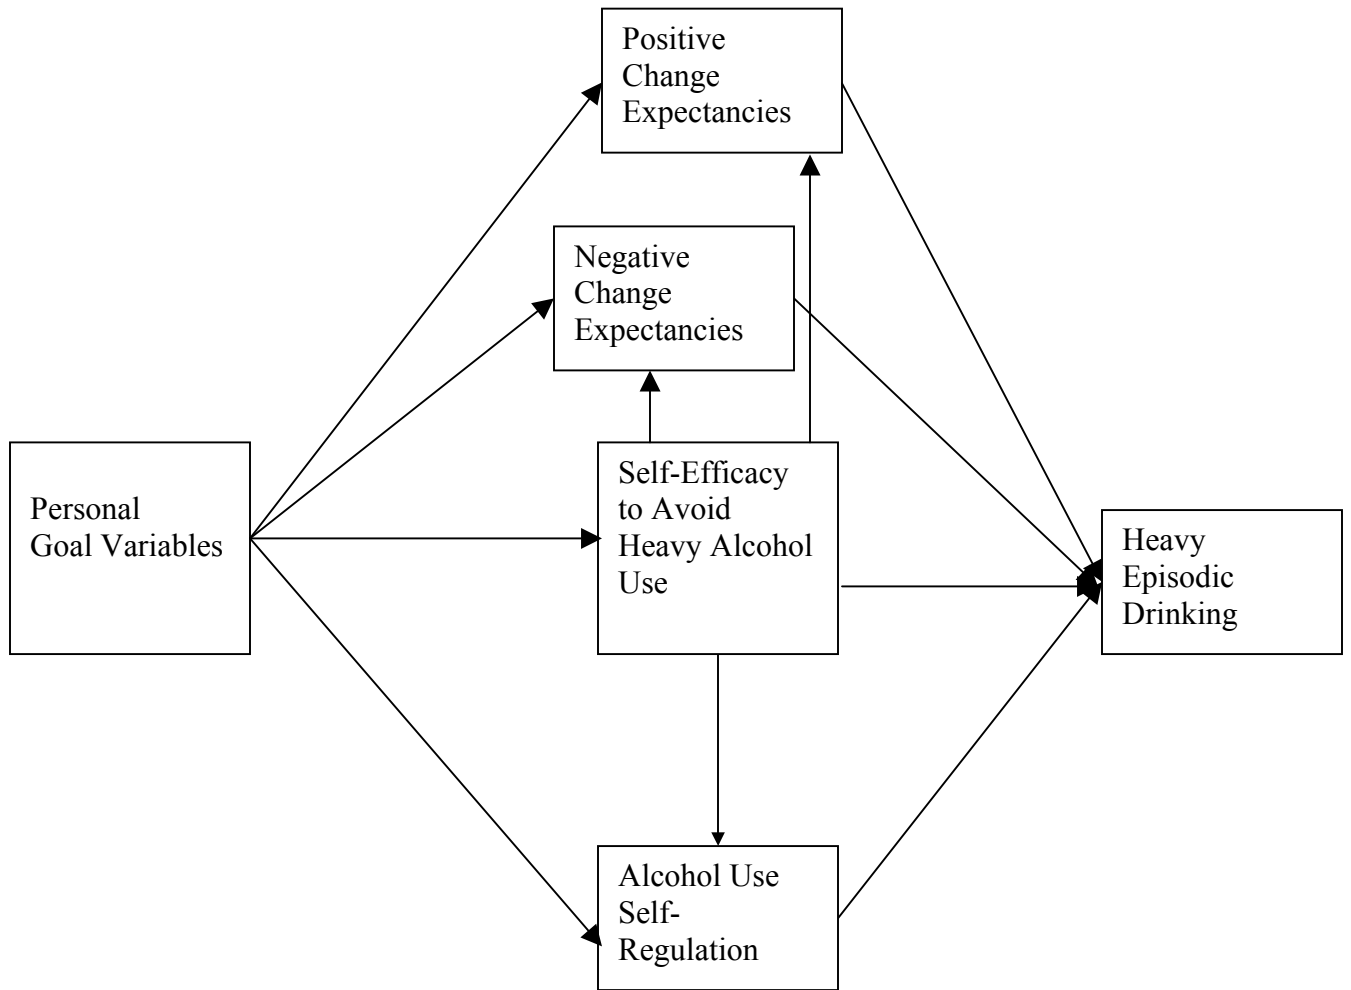 Positive
Change
Expectancies
Negative
Change
Expectancies
Personal
Goal Variables
Self-Efficacy
to Avoid
Heavy Alcohol
Use
Heavy
Episodic
Drinking
Alcohol Use
Self-
Regulation